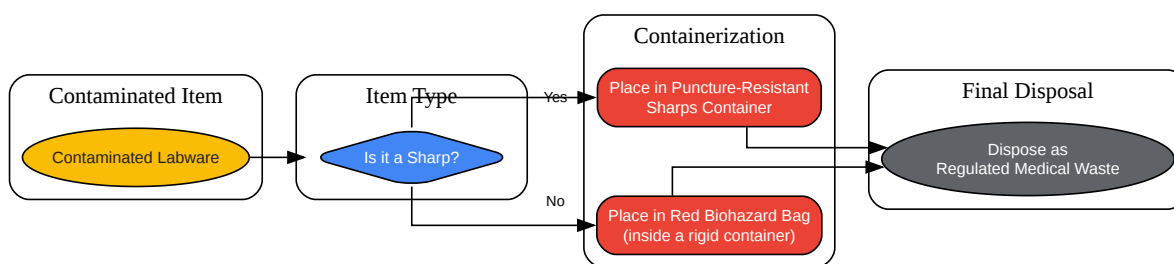 Contaminated Item
Contaminated Labware
Item Type
Is it a Sharp?
Yes
No
Containerization
Place in Puncture-Resistant
Sharps Container
Place in Red Biohazard Bag
(inside a rigid container)
Final Disposal
Dispose as
Regulated Medical Waste